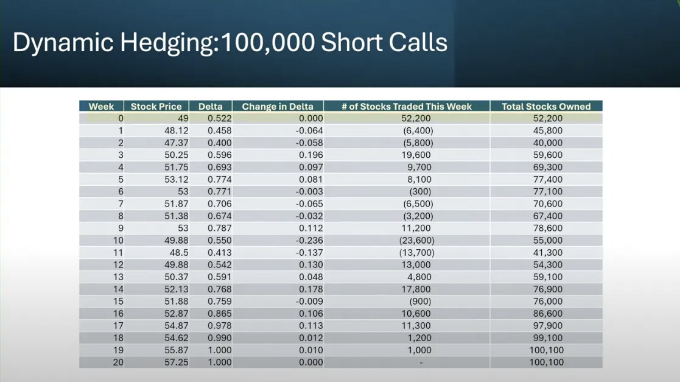 Dynamic Hedging:100,000 Short Calls
Week Stock Price Delta Change in Delta # of Stocks Traded This Week Total Stocks Owned
0 49 0.522 0.000 52,200 52,200
1 48.12 0.458 -0.064 (6,400) 45,800
2 47.37 0.400 -0.058 (5,800) 40,000
3 50.25 0.596 0.196 19,600 59,600
4 51.75 0.693 0.097 9,700 69,300
5 53.12 0.774 0.081 8,100 77,400
6 53 0.771 -0.003 (300) 77,100
7 51.87 0.706 -0.065 (6,500) 70,600
8 51.38 0.674 -0.032 (3,200) 67,400
9 53 0.787 0.112 11,200 78,600
10 49.88 0.550 -0.236 (23,600) 55,000
11 48.5 0.413 -0.137 (13,700) 41,300
12 49.88 0.542 0.130 13,000 54,300
13 50.37 0.591 0.048 4,800 59,100
14 52.13 0.768 0.178 17,800 76,900
15 51.88 0.759 -0.009 (900) 76,000
16 52.87 0.865 0.106 10,600 86,600
17 54.87 0.978 0.113 11,300 97,900
18 54.62 0.990 0.012 1,200 99,100
19 55.87 1.000 0.010 1,000 100,100
20 57.25 1.000 0.000 - 100,100